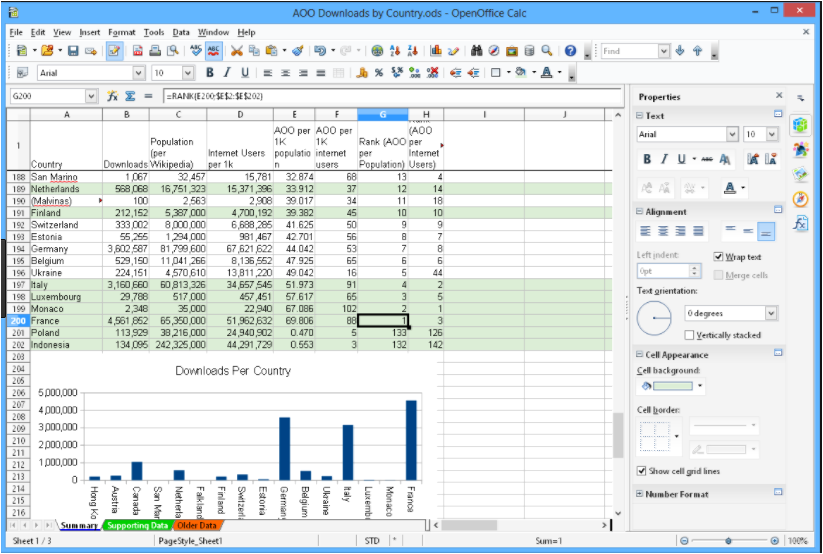 AOO Downloads by Country.ods - OpenOffice Calc
File Edit View Insert Format Tools Data Window Help
Find
Arial 10 B I U
G200 =RANK(E200;$E$2:$E$202)
A B C D E F G H I J
1 Country Downloads Population (per Wikipedia) Internet Users per 1k AOO per 1K populatio n AOO per 1K internet users Rank (AOO per Population) (AOO per Internet Users)
188 San Marino 1,067 32,457 15,781 32.874 68 13 4
189 Netherlands 568,068 16,751,323 15,371,396 33.912 37 12 14
190 (Malvinas) 100 2,563 2,908 39.017 34 11 18
191 Finland 212,152 5,387,000 4,700,192 39.382 45 10 10
192 Switzerland 333,002 8,000,000 6,688,285 41.625 50 9 9
193 Estonia 55,255 1,294,000 981,467 42.701 56 8 7
194 Germany 3,602,587 81,799,600 67,621,622 44.042 53 7 8
195 Belgium 529,150 11,041,266 8,136,552 47.925 65 6 6
196 Ukraine 224,151 4,570,610 13,811,220 49.042 16 5 44
197 Italy 3,160,660 60,813,326 34,657,545 51.973 91 4 2
198 Luxembourg 29,788 517,000 457,451 57.617 65 3 5
199 Monaco 2,348 35,000 22,940 67.086 102 2 1
200 France 4,561,852 65,350,000 51,962,632 69.806 88 1 3
201 Poland 113,929 38,216,000 24,940,902 0.470 5 133 126
202 Indonesia 134,095 242,325,000 44,291,729 0.553 3 132 142
203
204
205
206
207
208
209
210
211
212
213
214
215
216
Downloads Per Country
5,000,000
4,000,000
3,000,000
2,000,000
1,000,000
0
Hong Ko Austria Canada San Ma Netherla Falkland Finland Switzerl Estonia German Belgium Ukraine Italy Luxemb Monaco France
Summary Supporting Data Older Data
Sheet 1 / 3 PageStyle_Sheet1 STD * Sum=1 100%
Properties
Text
Arial 10
B I U ABC
Alignment
Left indent:
0pt
Wrap text
Merge cells
Text orientation:
0 degrees
Vertically stacked
Cell Appearance
Cell background:
Cell border:
Show cell grid lines
Number Format